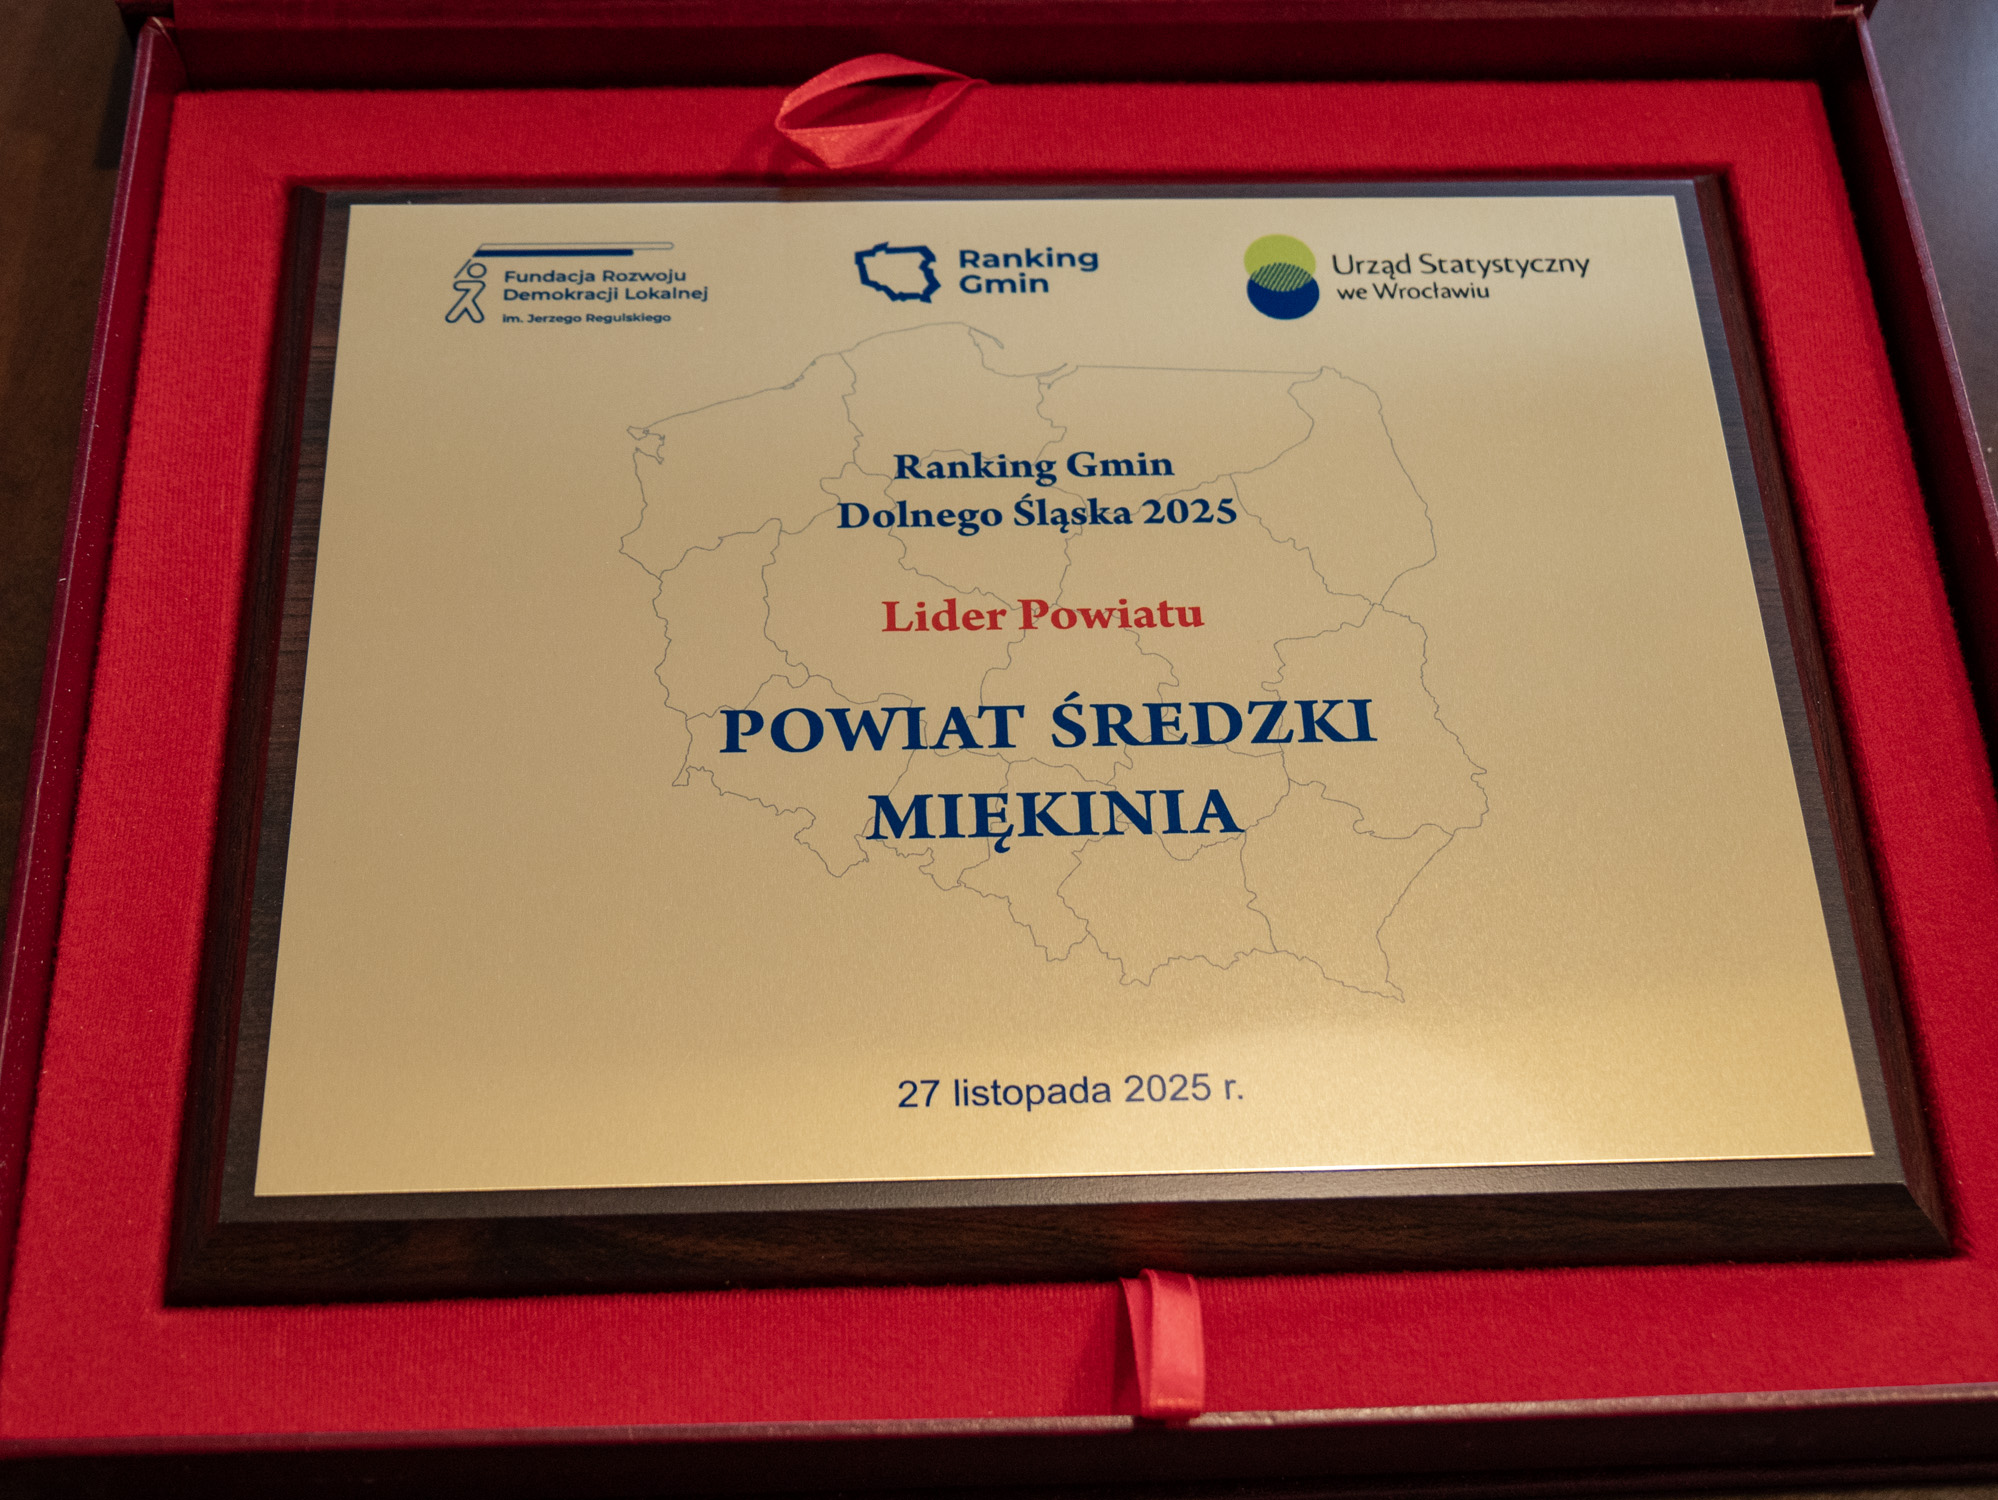 Fundacja Rozwoju
Demokracji Lokalnej
im. Jerzego Regulskiego
Ranking
Gmin
Urząd Statystyczny
we Wrocławiu
Ranking Gmin
Dolnego Śląska 2025
Lider Powiatu
POWIAT ŚREDZKI
MIĘKINIA
27 listopada 2025 r.